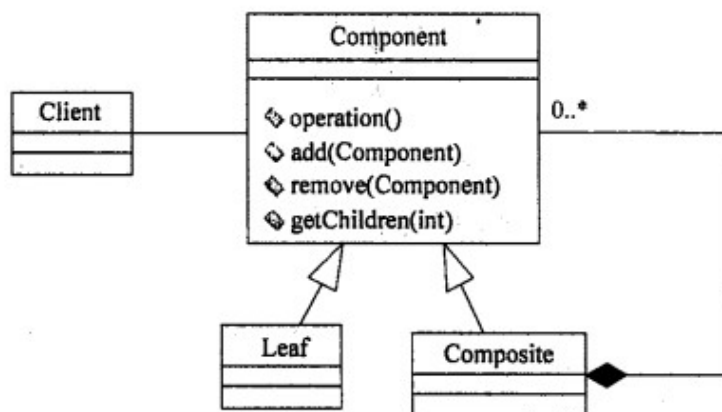 Component
Client
0..*
operation()
add(Component)
remove(Component)
getChildren(int)
Leaf
Composite